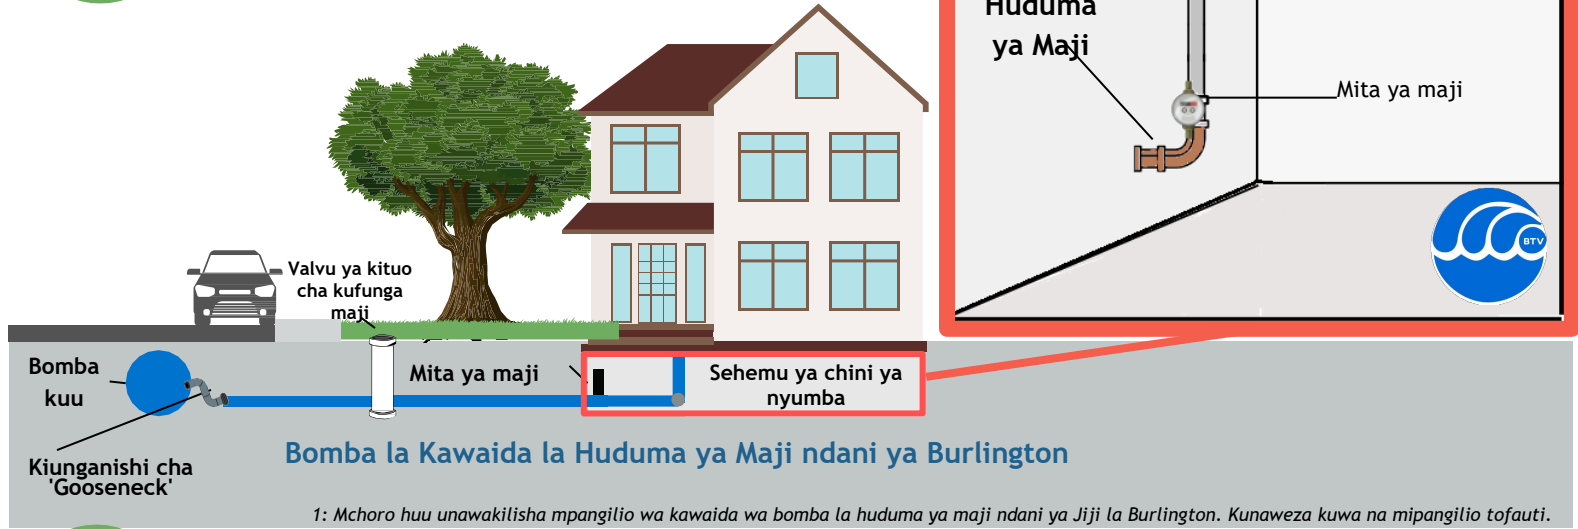 Huduma
ya Maji
Mita ya maji
BTV
Valvu ya kituo
cha kufunga
maji
Bomba
kuu
Mita ya maji
Sehemu ya chini ya
nyumba
Kiunganishi cha
'Gooseneck'
Bomba la Kawaida la Huduma ya Maji ndani ya Burlington
1: Mchoro huu unawakilisha mpangilio wa kawaida wa bomba la huduma ya maji ndani ya Jiji la Burlington. Kunaweza kuwa na mipangilio tofauti.